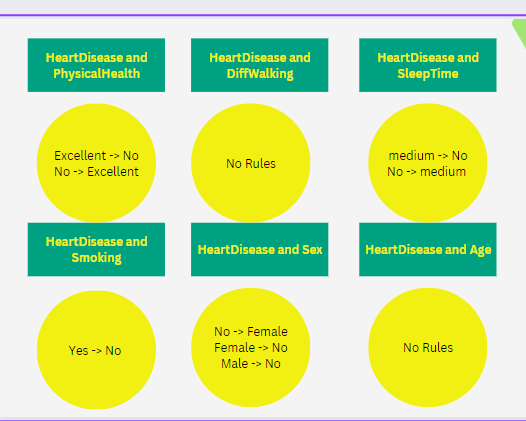 HeartDisease and
PhysicalHealth
HeartDisease and
DiffWalking
HeartDisease and
SleepTime
Excellent -> No
No -> Excellent
No Rules
medium -> No
No -> medium
HeartDisease and
Smoking
HeartDisease and Sex
HeartDisease and Age
Yes -> No
No -> Female
Female -> No
Male -> No
No Rules